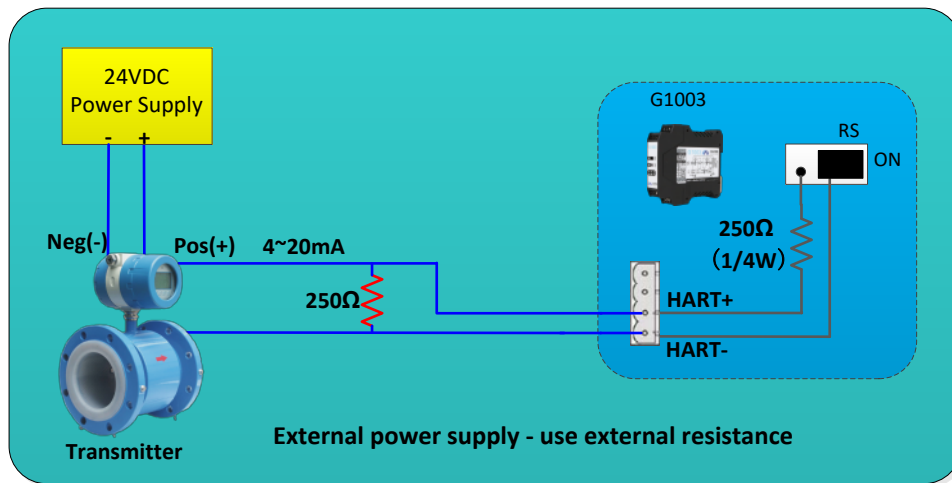 24VDC
Power Supply
- +
Neg(-)
Pos(+)
4~20mA
250Ω
Transmitter
G1003
RS
ON
250Ω
（1/4W）
HART+
HART-
External power supply - use external resistance